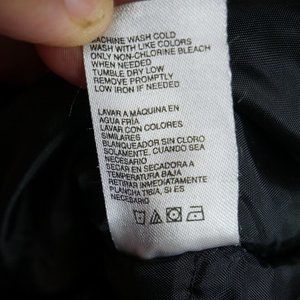 MACHINE WASH COLD
WASH WITH LIKE COLORS
ONLY NON-CHLORINE BLEACH
WHEN NEEDED
TUMBLE DRY LOW
REMOVE PROMPTLY
LOW IRON IF NEEDED
LAVAR A MÁQUINA EN
AGUA FRÍA
LAVAR CON COLORES
SIMILARES
BLANQUEADOR SIN CLORO
SOLAMENTE, CUANDO SEA
NECESARIO
SECAR EN SECADORA A
TEMPERATURA BAJA
RETIRAR INMEDIATAMENTE
PLANCHA TIBIA, SI ES
NECESARIO